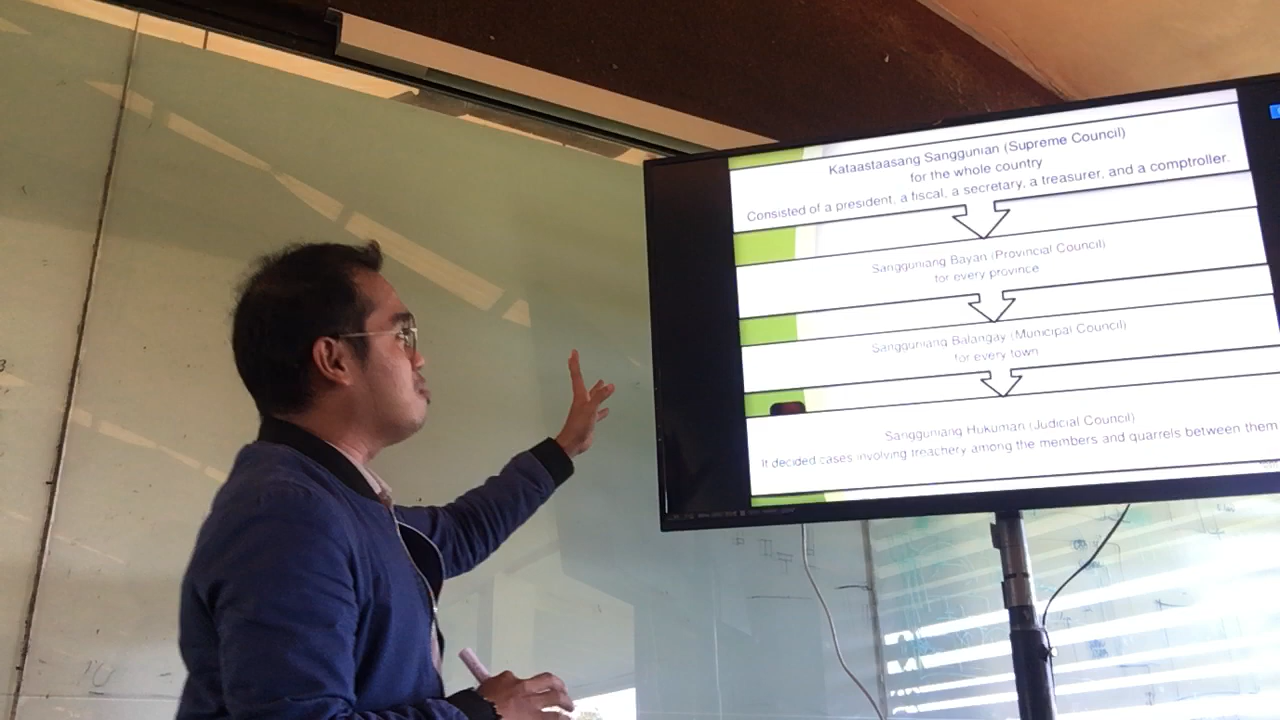 Kataastaasang Sanggunian (Supreme Council)
for the whole country
Consisted of a president, a fiscal, a secretary, a treasurer, and a comptroller.
Sangguniang Bayan (Provincial Council)
for every province
Sangguniang Balangay (Municipal Council)
for every town
Sangguniang Hukuman (Judicial Council)
It decided cases involving treachery among the members and quarrels between them